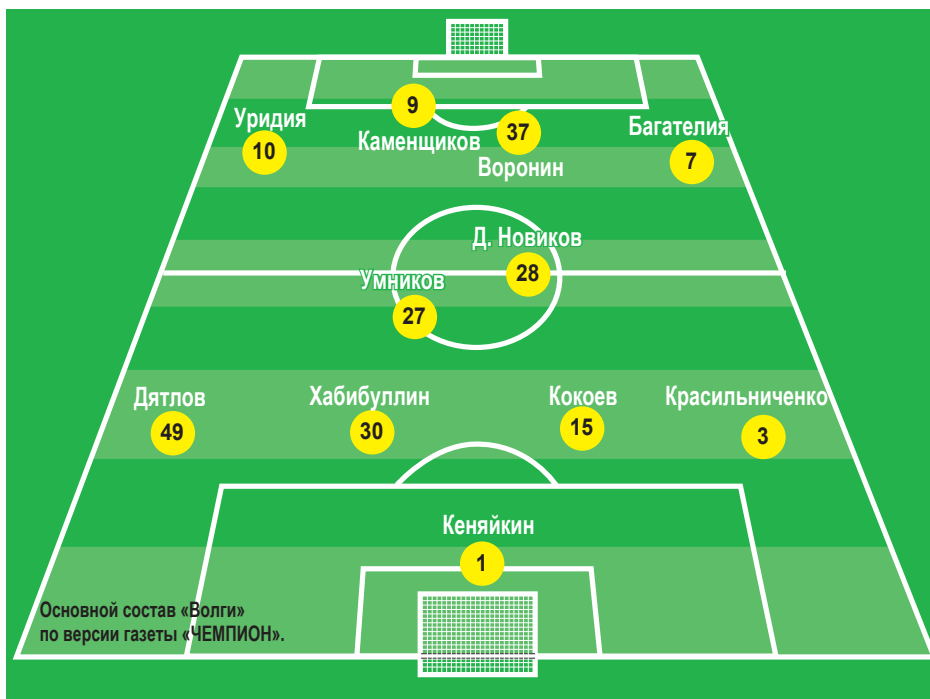 9
Уридия
10
Каменщиков
37
Воронин
Багателия
7
Д. Новиков
28
Умников
27
Дятлов
49
Хабибуллин
30
Кокоев
15
Красильниченко
3
Кеняйкин
1
Основной состав «Волги»
по версии газеты «ЧЕМПИОН».